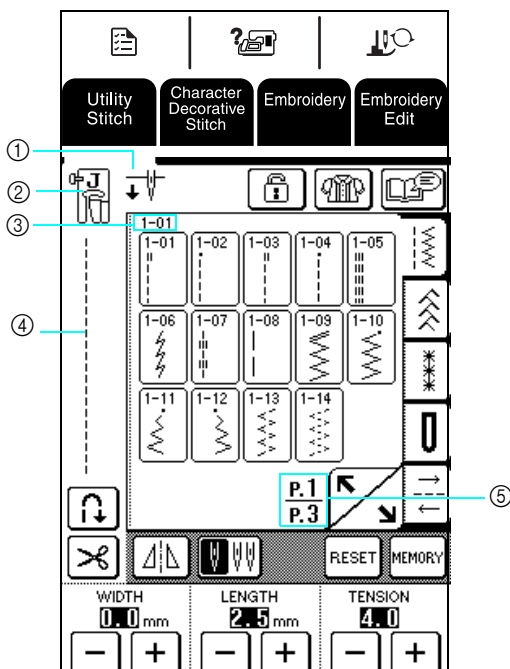 Utility
Stitch
Character
Decorative
Stitch
Embroidery
Embroidery
Edit
①
②
J
③
1-01
1-01 1-02 1-03 1-04 1-05
④
1-06 1-07 1-08 1-09 1-10
1-11 1-12 1-13 1-14
P.1
P.3
⑤
RESET MEMORY
WIDTH LENGTH TENSION
0.0 mm 2.5 mm 4.0
− + − + − +